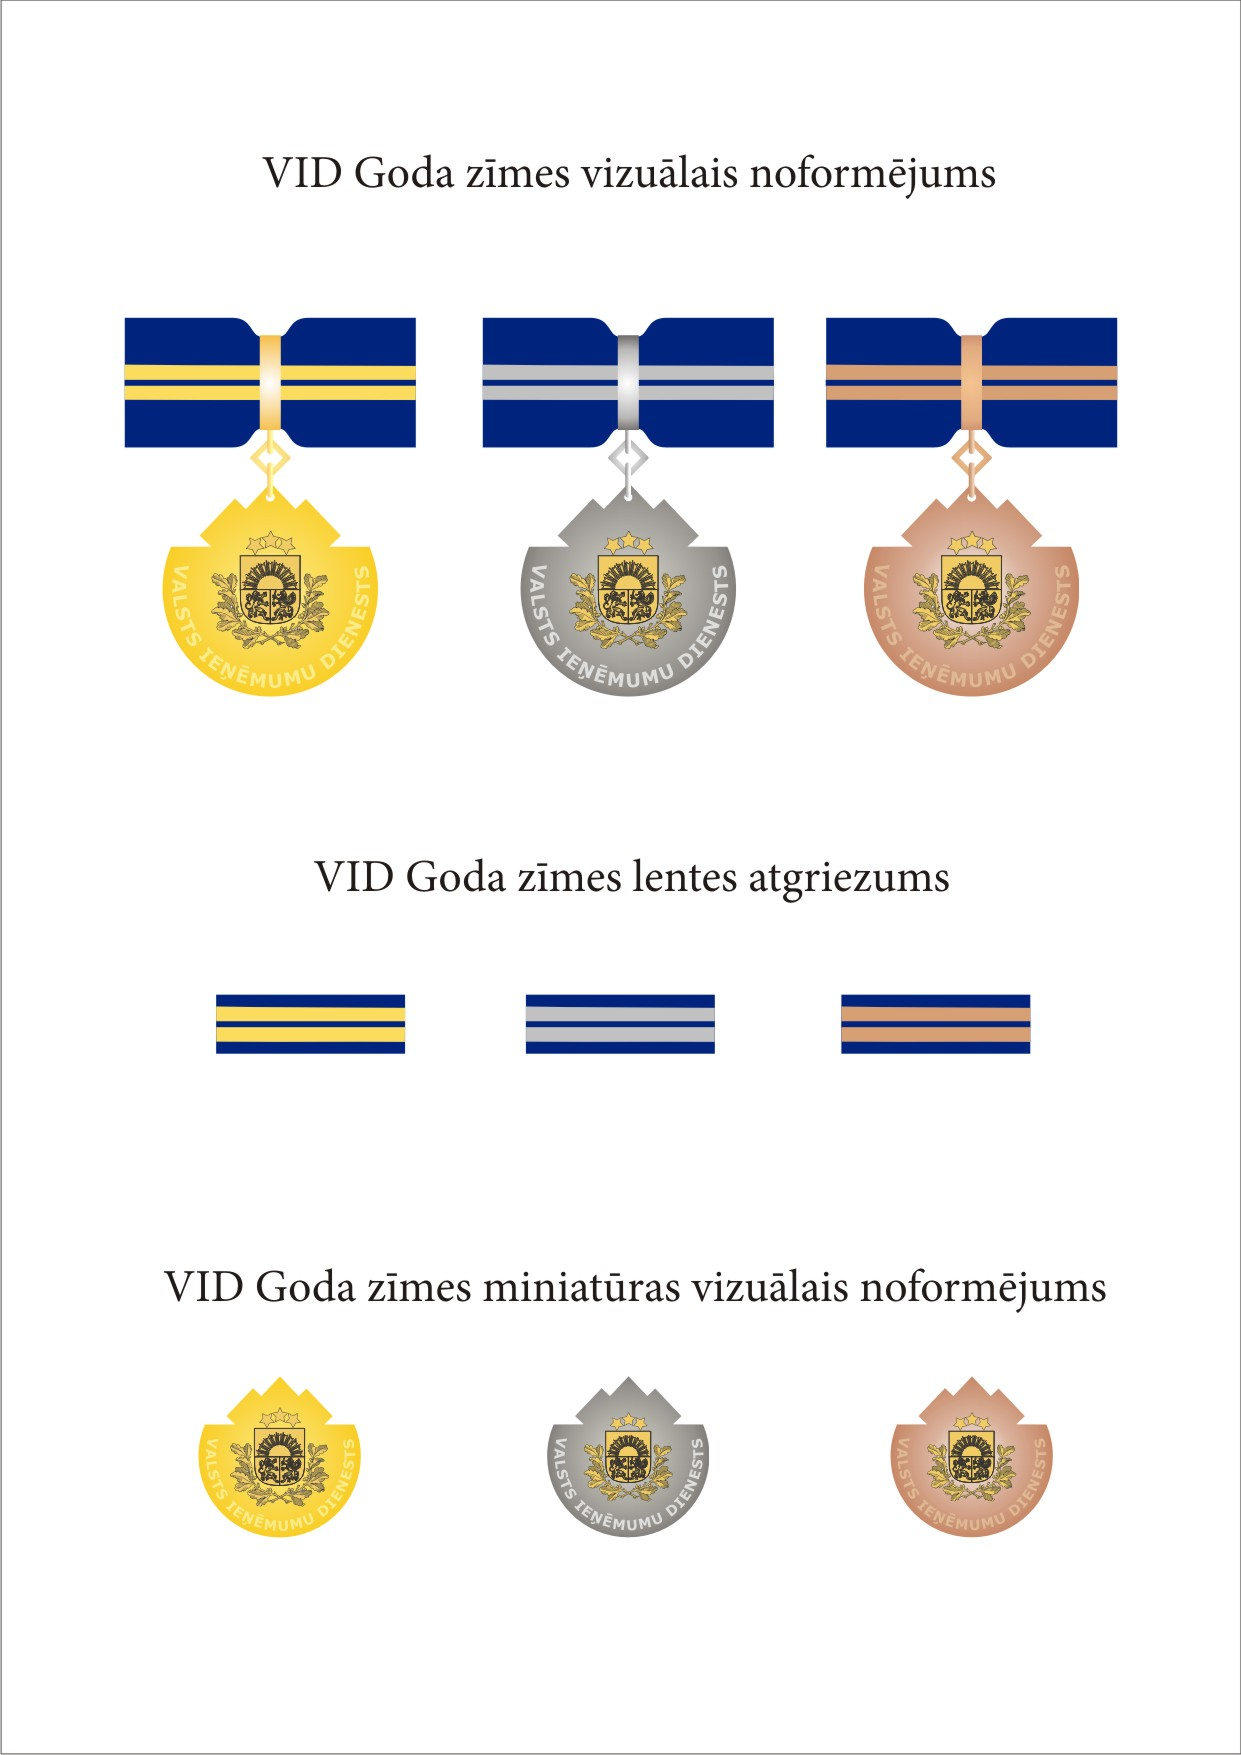 VID Goda zīmes vizuālais noformējums
VALSTS IEŅĒMUMU DIENESTS
VALSTS IEŅĒMUMU DIENESTS
VALSTS IEŅĒMUMU DIENESTS
VID Goda zīmes lentes atgriezums
VID Goda zīmes miniatūras vizuālais noformējums
VALSTS IEŅĒMUMU DIENESTS
VALSTS IEŅĒMUMU DIENESTS
VALSTS IEŅĒMUMU DIENESTS